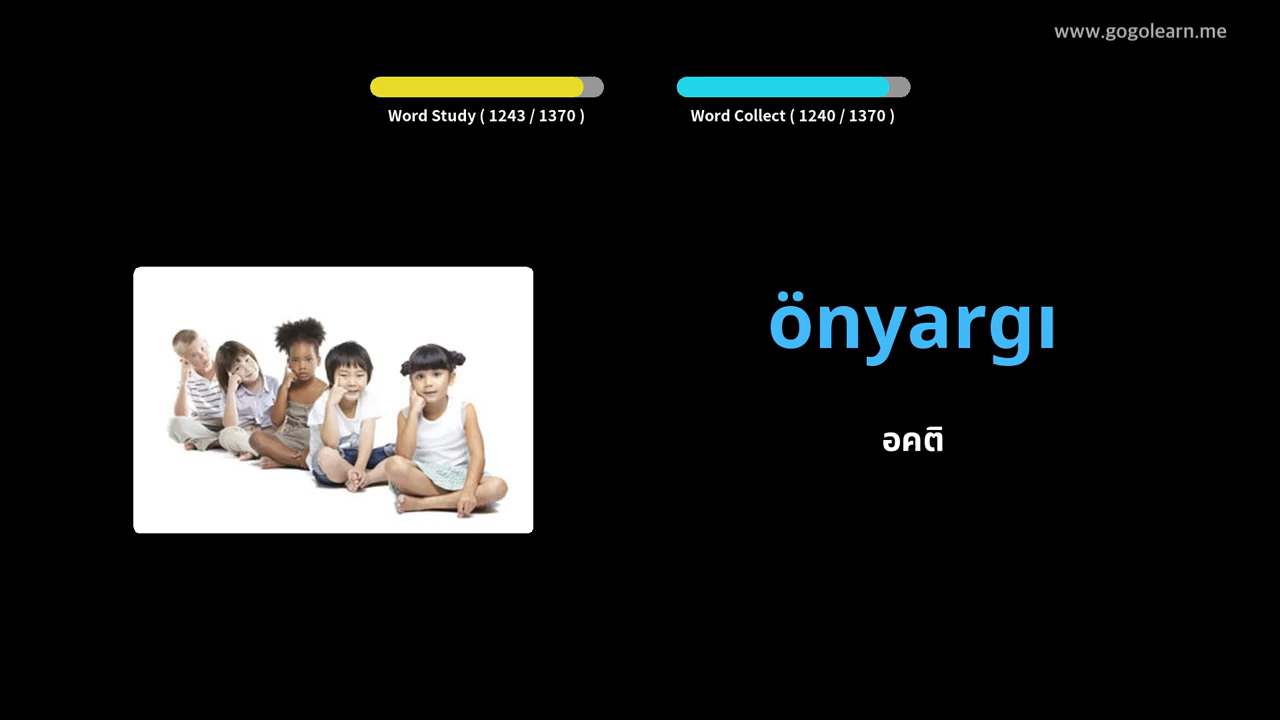 www.gogolearn.me
Word Study ( 1243 / 1370 )
Word Collect ( 1240 / 1370 )
önyargı
อคติ